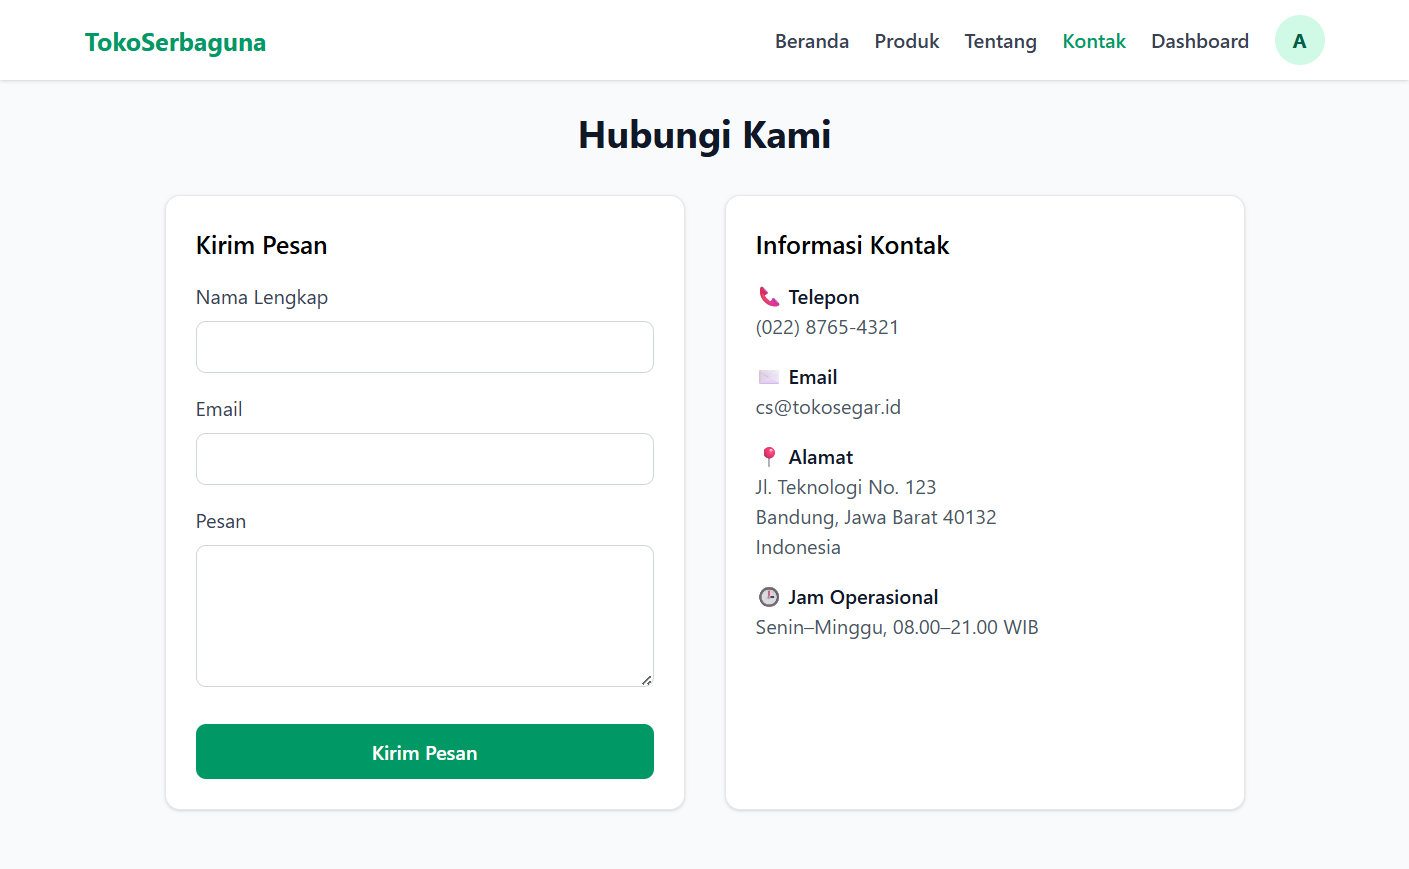 TokoSerbaguna
Beranda Produk Tentang Kontak Dashboard A
Hubungi Kami
Kirim Pesan
Nama Lengkap
Email
Pesan
Kirim Pesan
Informasi Kontak
Telepon
(022) 8765-4321
Email
cs@tokosegar.id
Alamat
Jl. Teknologi No. 123
Bandung, Jawa Barat 40132
Indonesia
Jam Operasional
Senin–Minggu, 08.00–21.00 WIB